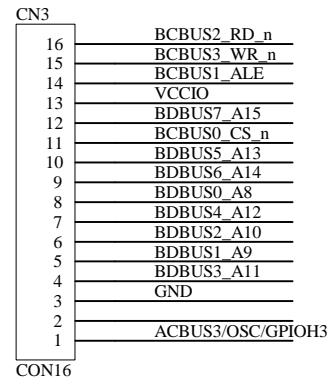 CN3
16 BCBUS2_RD_n
15 BCBUS3_WR_n
14 BCBUS1_ALE
13 VCCIO
12 BDBUS7_A15
11 BCBUS0_CS_n
10 BDBUS5_A13
9 BDBUS6_A14
8 BDBUS0_A8
7 BDBUS4_A12
6 BDBUS2_A10
5 BDBUS1_A9
4 BDBUS3_A11
3 GND
2
1 ACBUS3/OSC/GPIOH3
CON16